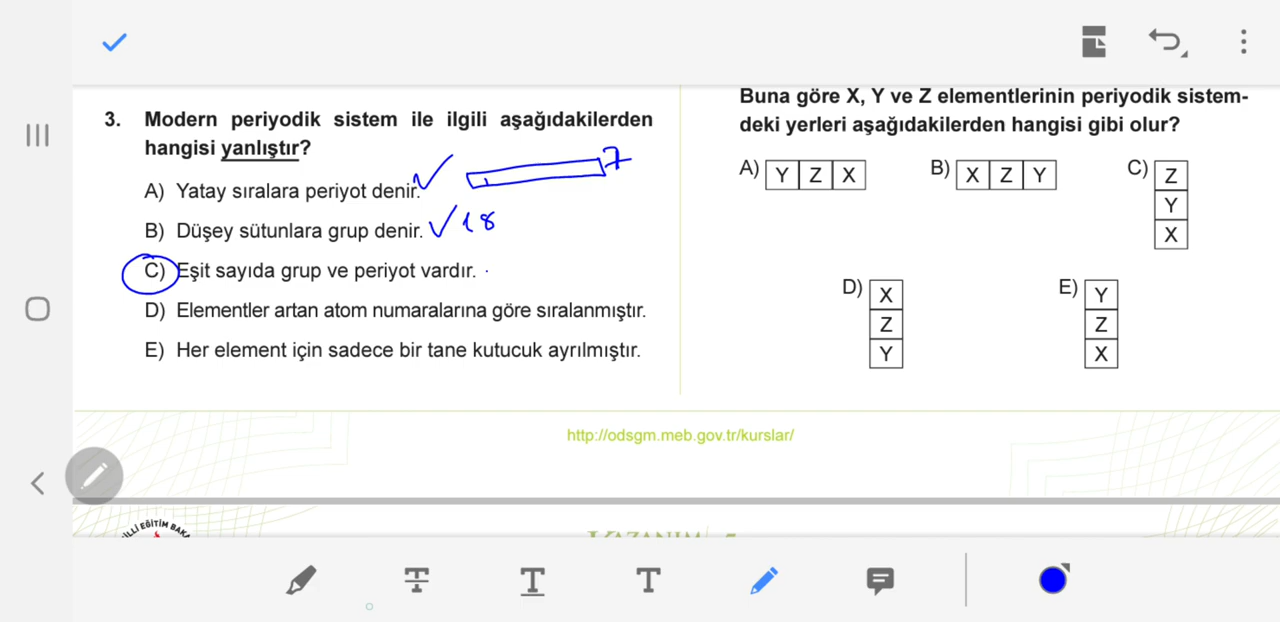 3. Modern periyodik sistem ile ilgili aşağıdakilerden
hangisi yanlıştır?
A) Yatay sıralara periyot denir. 7
B) Düşey sütunlara grup denir. 18
C) Eşit sayıda grup ve periyot vardır.
D) Elementler artan atom numaralarına göre sıralanmıştır.
E) Her element için sadece bir tane kutucuk ayrılmıştır.
Buna göre X, Y ve Z elementlerinin periyodik sistem-
deki yerleri aşağıdakilerden hangisi gibi olur?
A) Y Z X
B) X Z Y
C) Z
Y
X
D) X
Z
Y
E) Y
Z
X
http://odsgm.meb.gov.tr/kurslar/
T T T